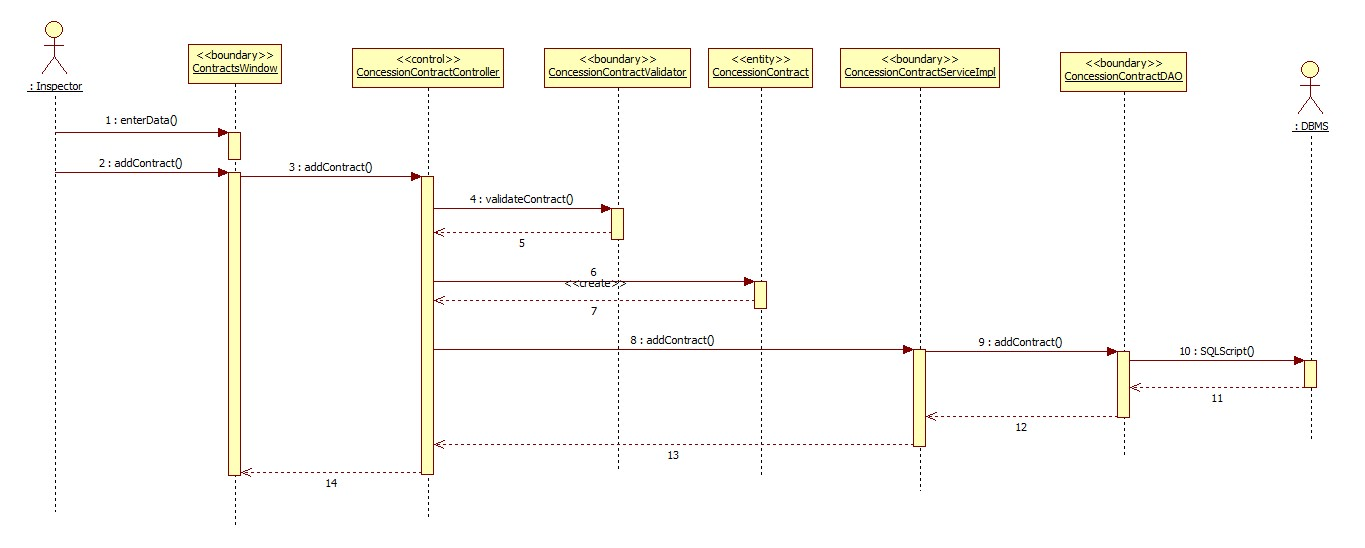 : Inspector
<<boundary>>
ContractsWindow
<<control>>
ConcessionContractController
<<boundary>>
ConcessionContractValidator
<<entity>>
ConcessionContract
<<boundary>>
ConcessionContractServiceImpl
<<boundary>>
ConcessionContractDAO
: DBMS
1 : enterData()
2 : addContract()
3 : addContract()
4 : validateContract()
5
6
<<create>>
7
8 : addContract()
9 : addContract()
10 : SQLScript()
11
12
13
14